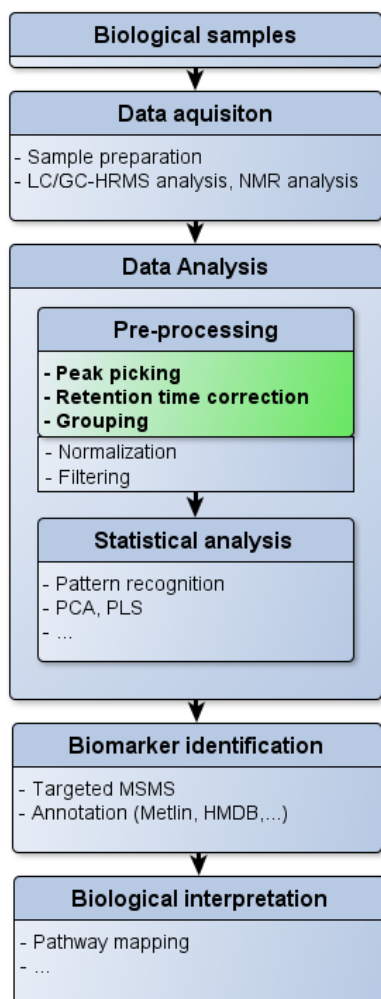 Biological samples
Data aquisiton
- Sample preparation
- LC/GC-HRMS analysis, NMR analysis
Data Analysis
Pre-processing
- Peak picking
- Retention time correction
- Grouping
- Normalization
- Filtering
Statistical analysis
- Pattern recognition
- PCA, PLS
- ...
Biomarker identification
- Targeted MSMS
- Annotation (Metlin, HMDB,...)
Biological interpretation
- Pathway mapping
- ...